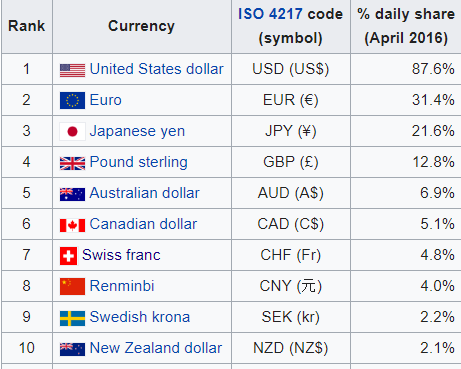 Rank Currency ISO 4217 code (symbol) % daily share (April 2016)
1 United States dollar USD (US$) 87.6%
2 Euro EUR (€) 31.4%
3 Japanese yen JPY (¥) 21.6%
4 Pound sterling GBP (£) 12.8%
5 Australian dollar AUD (A$) 6.9%
6 Canadian dollar CAD (C$) 5.1%
7 Swiss franc CHF (Fr) 4.8%
8 Renminbi CNY (元) 4.0%
9 Swedish krona SEK (kr) 2.2%
10 New Zealand dollar NZD (NZ$) 2.1%